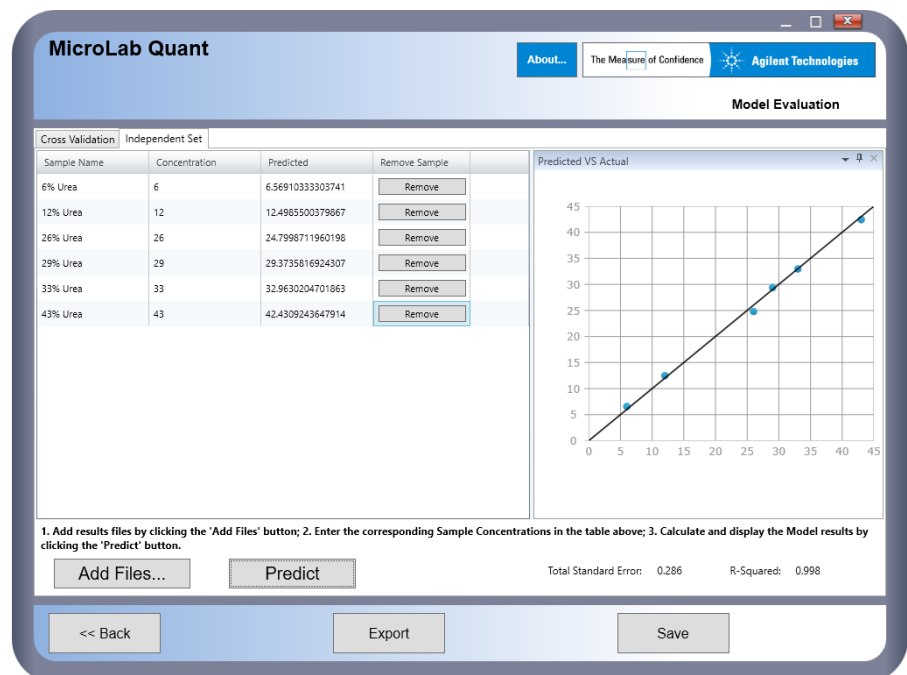 MicroLab Quant
About...
The Measure of Confidence
Agilent Technologies
Model Evaluation
Cross Validation Independent Set
Sample Name Concentration Predicted Remove Sample
6% Urea 6 6.56910333303741 Remove
12% Urea 12 12.4985500379867 Remove
26% Urea 26 24.7998711960198 Remove
29% Urea 29 29.3735816924307 Remove
33% Urea 33 32.9630204701863 Remove
43% Urea 43 42.4309243647914 Remove
Predicted VS Actual
45
40
35
30
25
20
15
10
5
0
0 5 10 15 20 25 30 35 40 45
1. Add results files by clicking the 'Add Files' button; 2. Enter the corresponding Sample Concentrations in the table above; 3. Calculate and display the Model results by
clicking the 'Predict' button.
Add Files... Predict Total Standard Error: 0.286 R-Squared: 0.998
<< Back Export Save